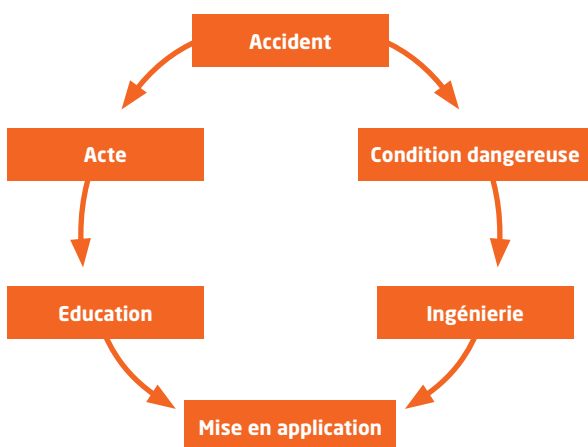 Accident
Acte
Condition dangereuse
Education
Ingénierie
Mise en application